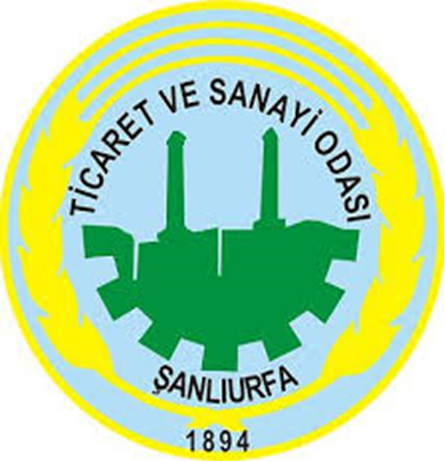 TİCARET VE SANAYİ ODASI
ŞANLIURFA
1894